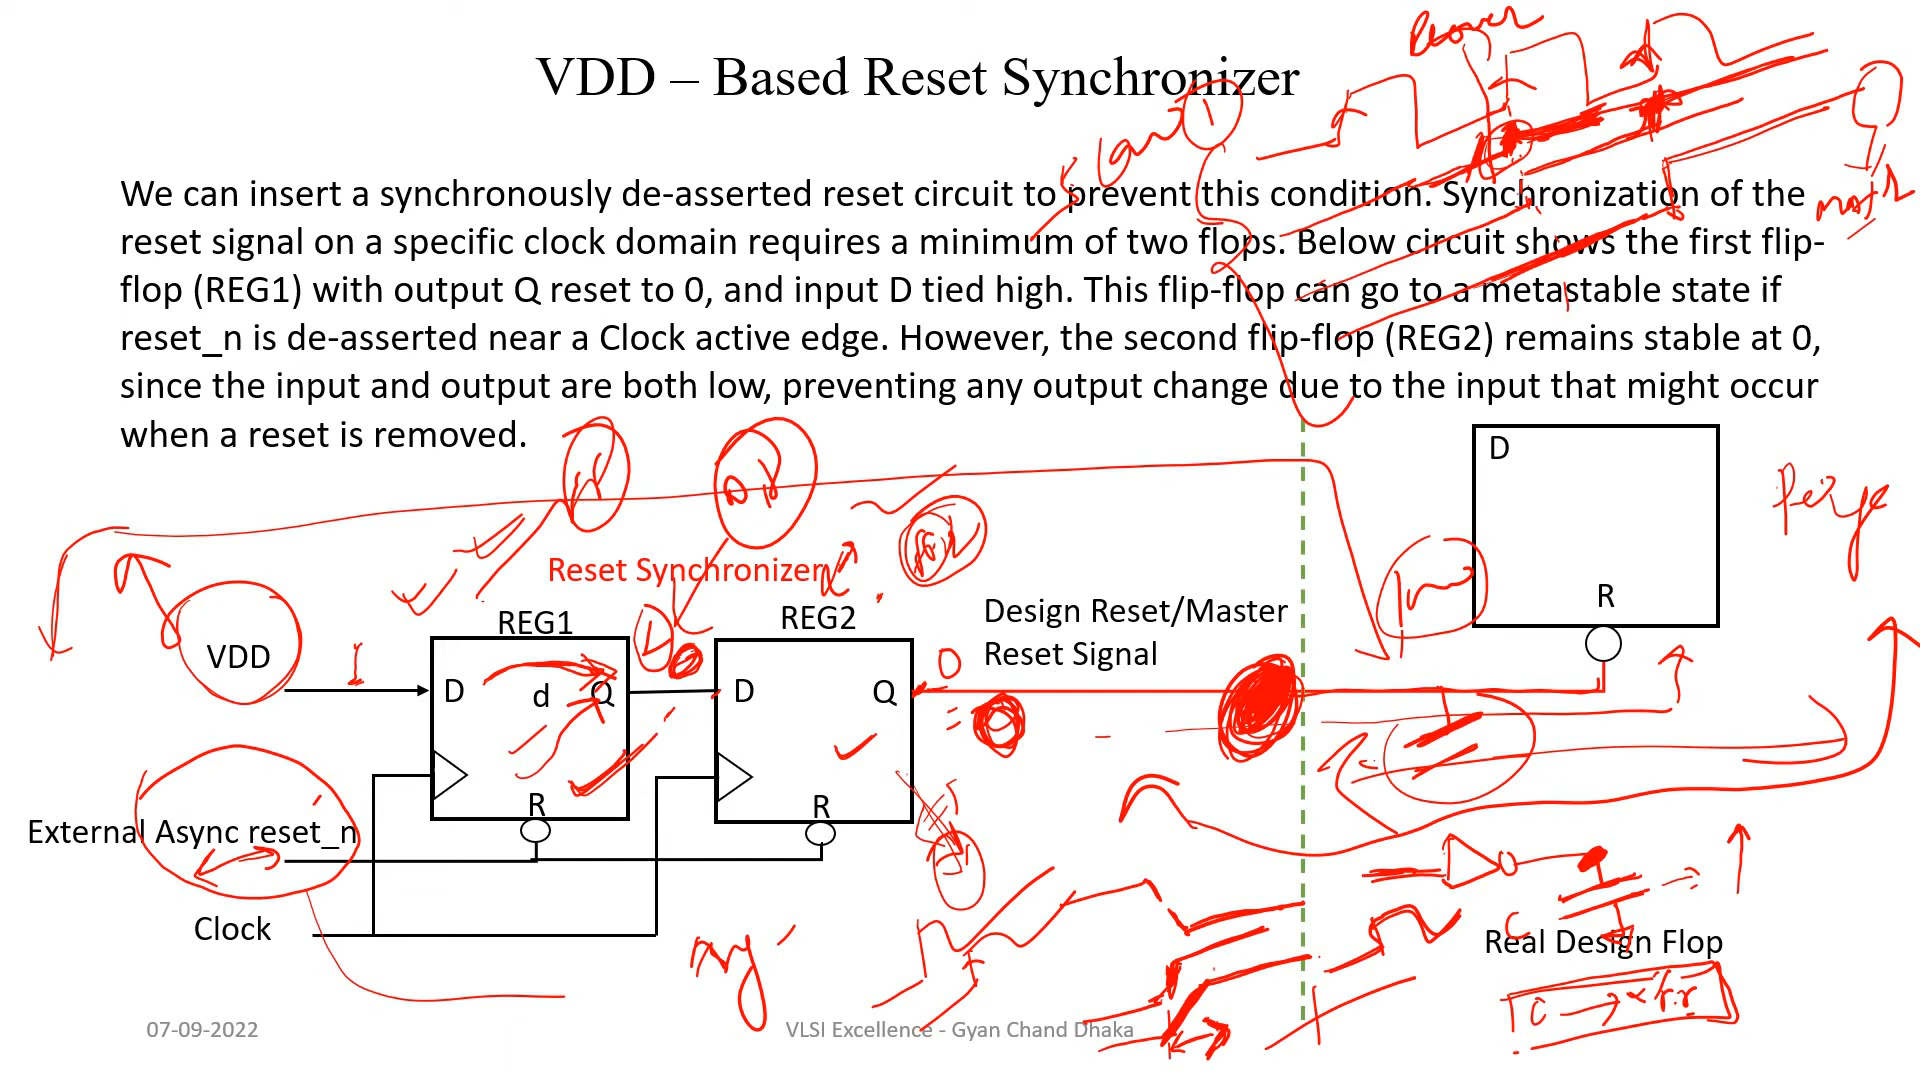 VDD – Based Reset Synchronizer
We can insert a synchronously de-asserted reset circuit to prevent this condition. Synchronization of the
reset signal on a specific clock domain requires a minimum of two flops. Below circuit shows the first flip-
flop (REG1) with output Q reset to 0, and input D tied high. This flip-flop can go to a metastable state if
reset_n is de-asserted near a Clock active edge. However, the second flip-flop (REG2) remains stable at 0,
since the input and output are both low, preventing any output change due to the input that might occur
when a reset is removed.
D
R
Reset Synchronizer
REG1
REG2
Design Reset/Master
Reset Signal
VDD
1
D
d
Q
D
Q
0
R
R
External Async reset_n
Clock
C
Real Design Flop
07-09-2022
VLSI Excellence - Gyan Chand Dhaka